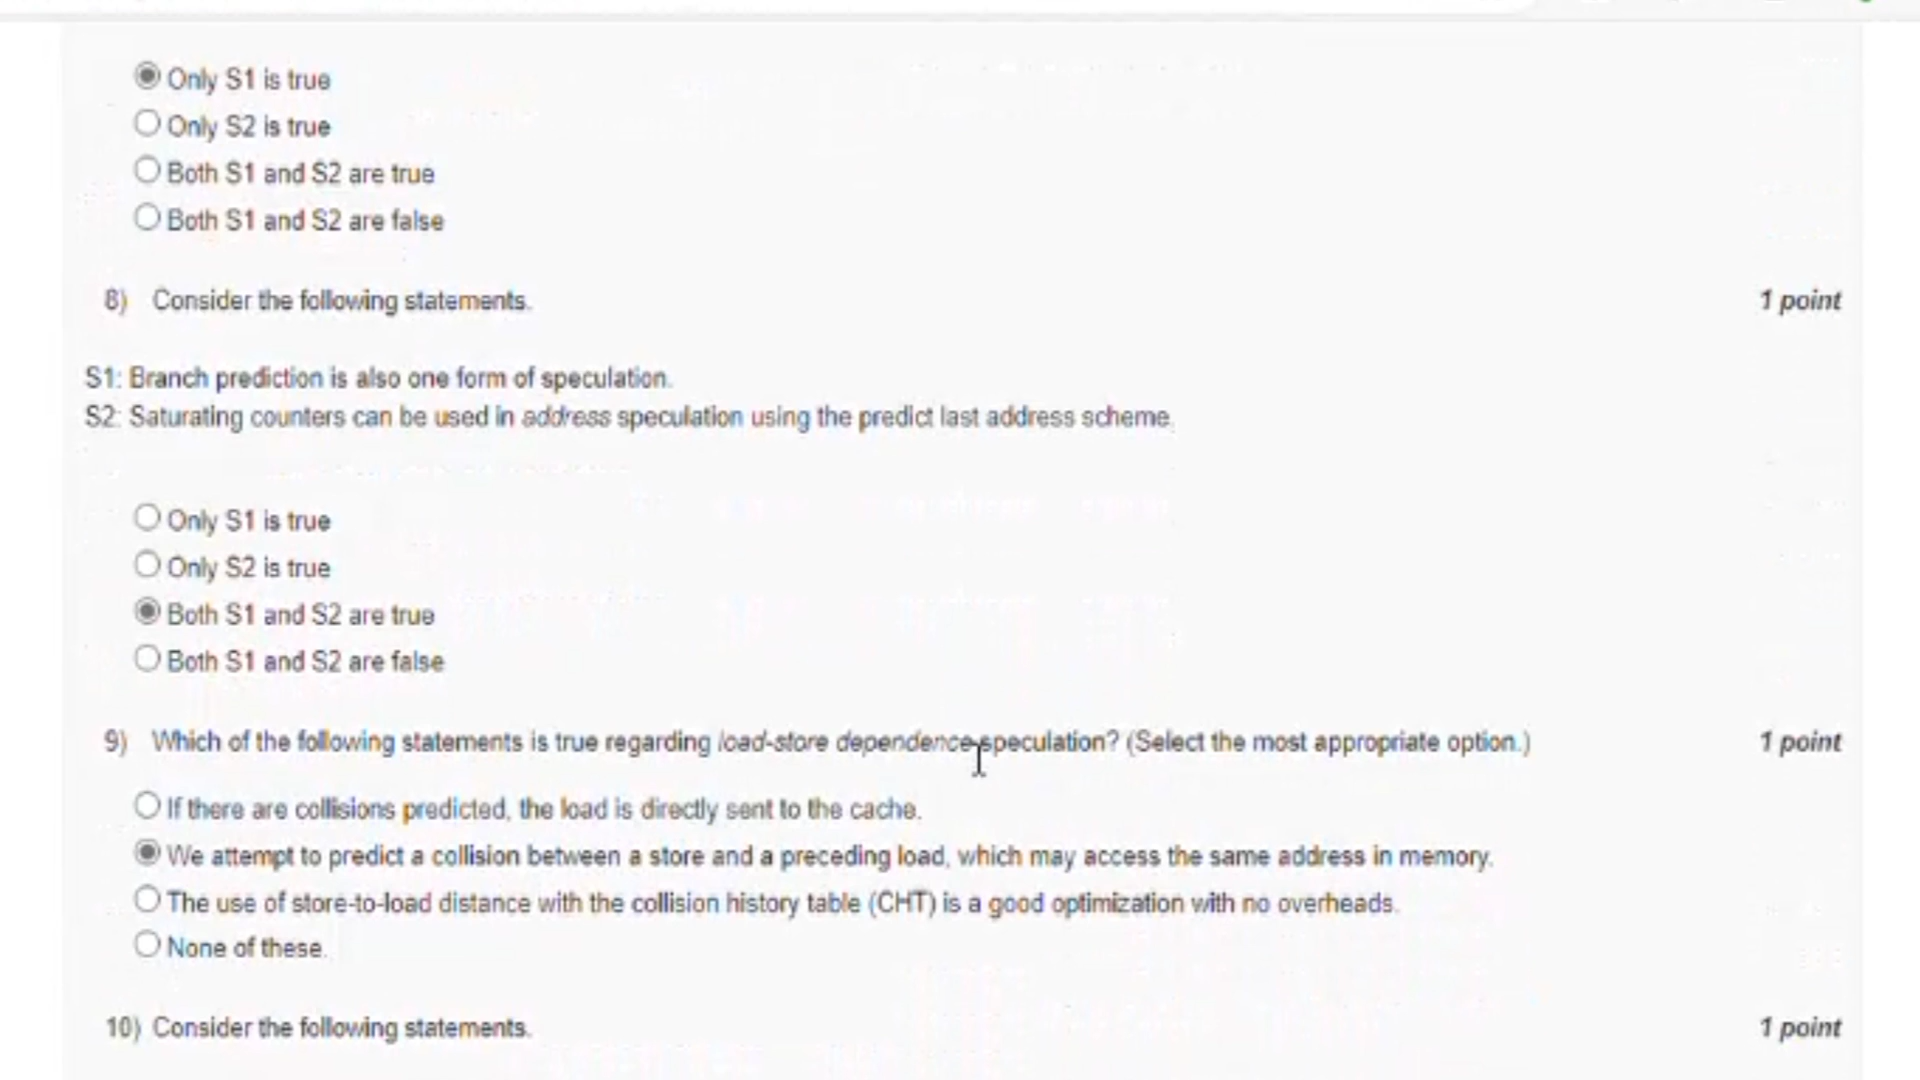 Only S1 is true
Only S2 is true
Both S1 and S2 are true
Both S1 and S2 are false
8) Consider the following statements. 1 point
S1: Branch prediction is also one form of speculation.
S2: Saturating counters can be used in address speculation using the predict last address scheme.
Only S1 is true
Only S2 is true
Both S1 and S2 are true
Both S1 and S2 are false
9) Which of the following statements is true regarding load-store dependence speculation? (Select the most appropriate option.) 1 point
If there are collisions predicted, the load is directly sent to the cache.
We attempt to predict a collision between a store and a preceding load, which may access the same address in memory.
The use of store-to-load distance with the collision history table (CHT) is a good optimization with no overheads.
None of these.
10) Consider the following statements. 1 point